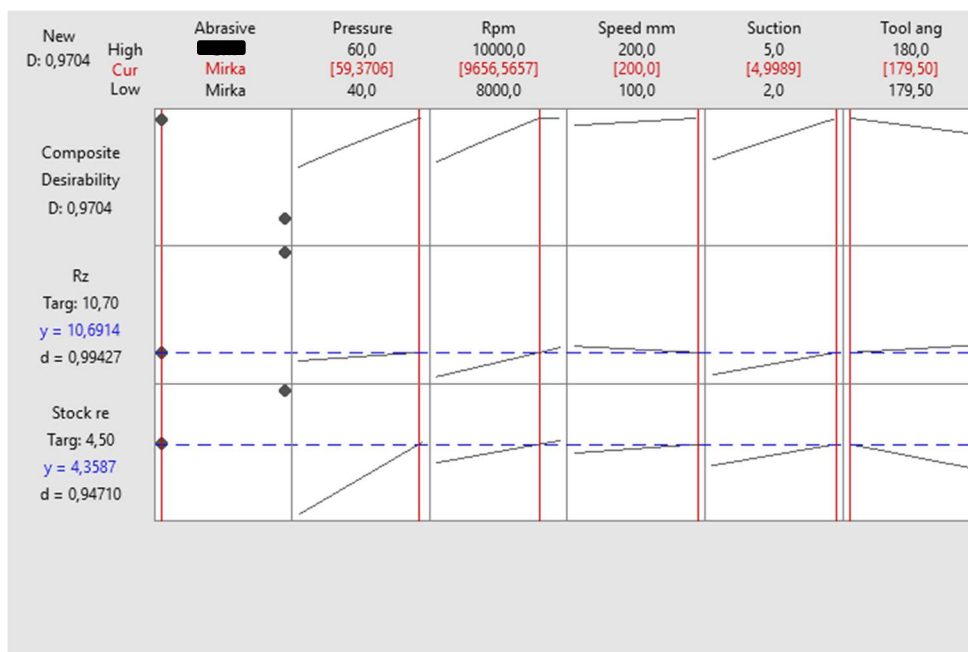 New
D: 0,9704
High
Cur
Low
Abrasive
Mirka
Mirka
Pressure
60,0
[59,3706]
40,0
Rpm
10000,0
[9656,5657]
8000,0
Speed mm
200,0
[200,0]
100,0
Suction
5,0
[4,9989]
2,0
Tool ang
180,0
[179,50]
179,50
Composite
Desirability
D: 0,9704
Rz
Targ: 10,70
y = 10,6914
d = 0,99427
Stock re
Targ: 4,50
y = 4,3587
d = 0,94710